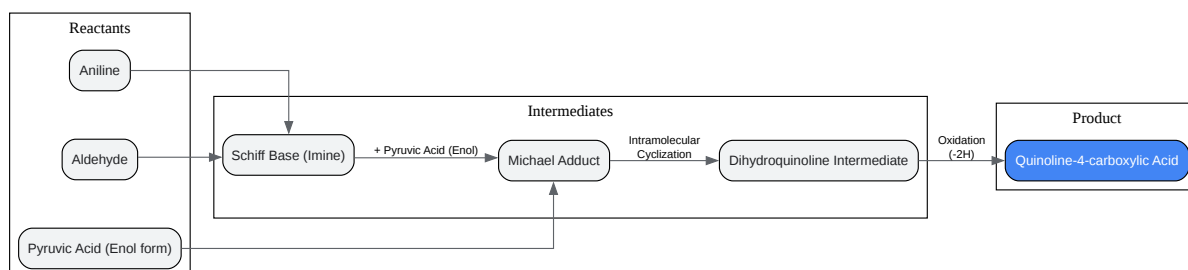 Reactants
Aniline
Aldehyde
Pyruvic Acid (Enol form)
Intermediates
Schiff Base (Imine)
+ Pyruvic Acid (Enol)
Michael Adduct
Intramolecular
Cyclization
Dihydroquinoline Intermediate
Oxidation
(-2H)
Product
Quinoline-4-carboxylic Acid